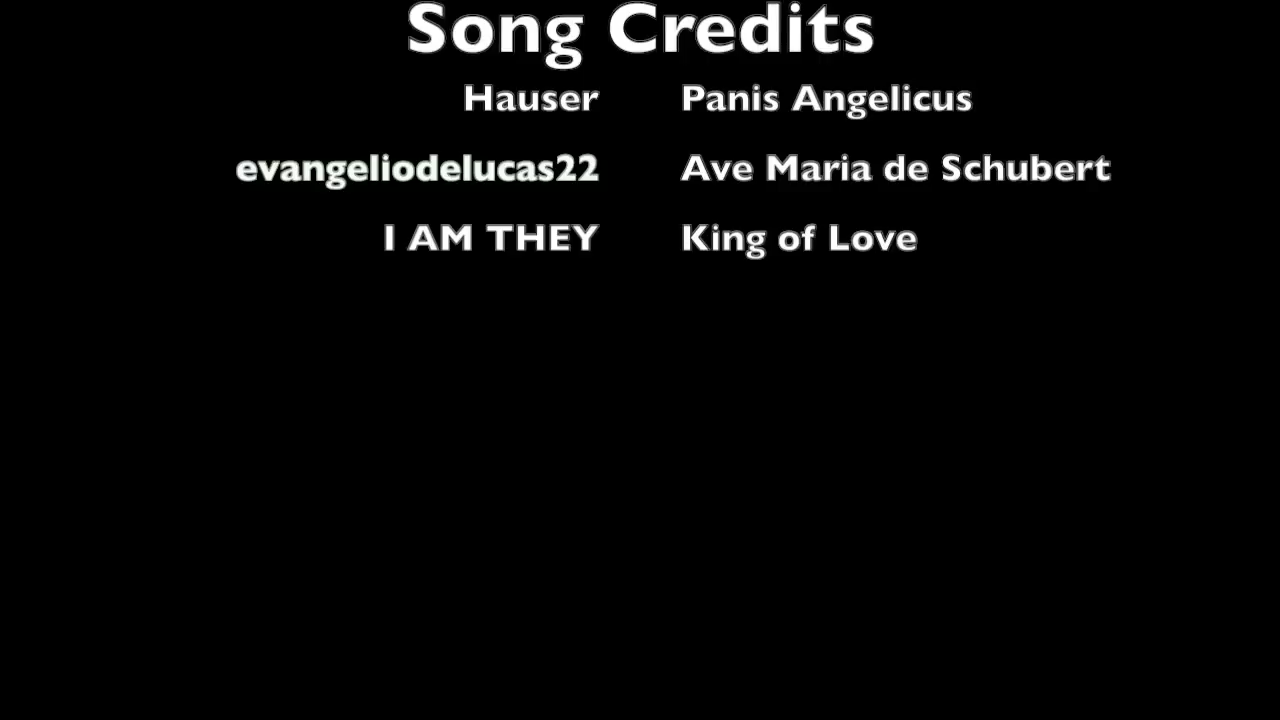 Song Credits
Hauser Panis Angelicus
evangeliodelucas22 Ave Maria de Schubert
I AM THEY King of Love